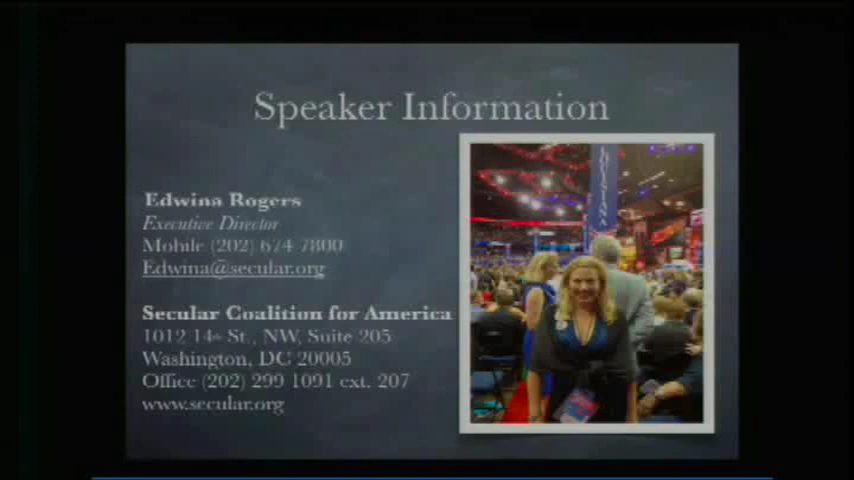 Speaker Information
Edwina Rogers
Executive Director
Mobile (202) 674 7800
Edwina@secular.org
Secular Coalition for America
1012 14th St., NW, Suite 205
Washington, DC 20005
Office (202) 299 1091 ext. 207
www.secular.org
LOUISIANA